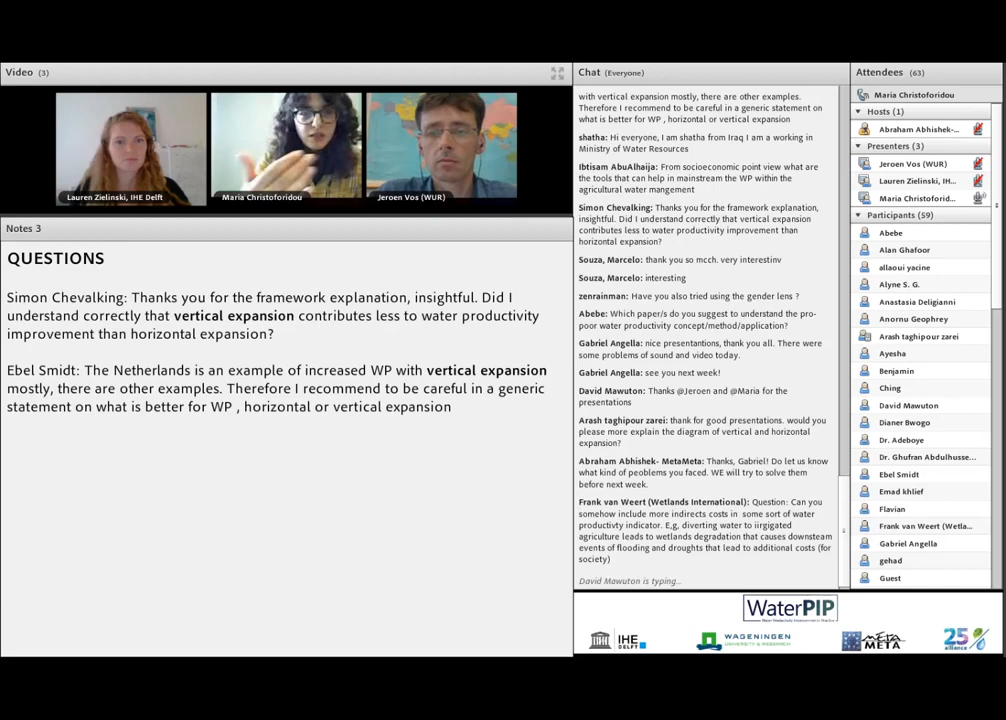 Video (3)
Lauren Zielinski, IHE Delft
Maria Christoforidou
Jeroen Vos (WUR)
Notes 3
QUESTIONS
Simon Chevalking: Thanks you for the framework explanation, insightful. Did I
understand correctly that vertical expansion contributes less to water productivity
improvement than horizontal expansion?
Ebel Smidt: The Netherlands is an example of increased WP with vertical expansion
mostly, there are other examples. Therefore I recommend to be careful in a generic
statement on what is better for WP , horizontal or vertical expansion
Chat (Everyone)
with vertical expansion mostly, there are other examples.
Therefore I recommend to be careful in a generic statement on
what is better for WP , horizontal or vertical expansion
shatha: Hi everyone, I am shatha from Iraq I am a working in
Ministry of Water Resources
Ibtisam AbuAlhaija: From socioeconomic point view what are
the tools that can help in mainstream the WP within the
agricultural water mangement
Simon Chevalking: Thanks you for the framework explanation,
insightful. Did I understand correctly that vertical expansion
contributes less to water productivity improvement than
horizontal expansion?
Souza, Marcelo: thank you so mcch. very interestinv
Souza, Marcelo: interesting
zenrainman: Have you also tried using the gender lens ?
Abebe: Which paper/s do you suggest to understand the pro-
poor water productivity concept/method/application?
Gabriel Angella: nice presentantions, thank you all. There were
some problems of sound and video today.
Gabriel Angella: see you next week!
David Mawuton: Thanks @Jeroen and @Maria for the
presentations
Arash taghipour zarei: thank for good presentations. would you
please more explain the diagram of vertical and horizontal
expansion?
Abraham Abhishek- MetaMeta: Thanks, Gabriel! Do let us know
what kind of peoblems you faced. WE will try to solve them
before next week.
Frank van Weert (Wetlands International): Question: Can you
somehow include more indirects costs in some sort of water
productivty indicator. E,g, diverting water to iirgigated
agriculture leads to wetlands degradation that causes downsteam
events of flooding and droughts that lead to additional costs (for
society)
David Mawuton is typing...
Attendees (63)
Maria Christoforidou
Hosts (1)
Abraham Abhishek-...
Presenters (3)
Jeroen Vos (WUR)
Lauren Zielinski, IH...
Maria Christoforid...
Participants (59)
Abebe
Alan Ghafoor
allaoui yacine
Alyne S. G.
Anastasia Deligianni
Anornu Geophrey
Arash taghipour zarei
Ayesha
Benjamin
Ching
David Mawuton
Dianer Bwogo
Dr. Adeboye
Dr. Ghufran Abdulhusse...
Ebel Smidt
Emad khlief
Flavian
Frank van Weert (Wetla...
Gabriel Angella
gehad
Guest
WaterPIP
Water Productivity Improvement in Practice
IHE
DELFT
WAGENINGEN
UNIVERSITY & RESEARCH
META
META
25
alliance